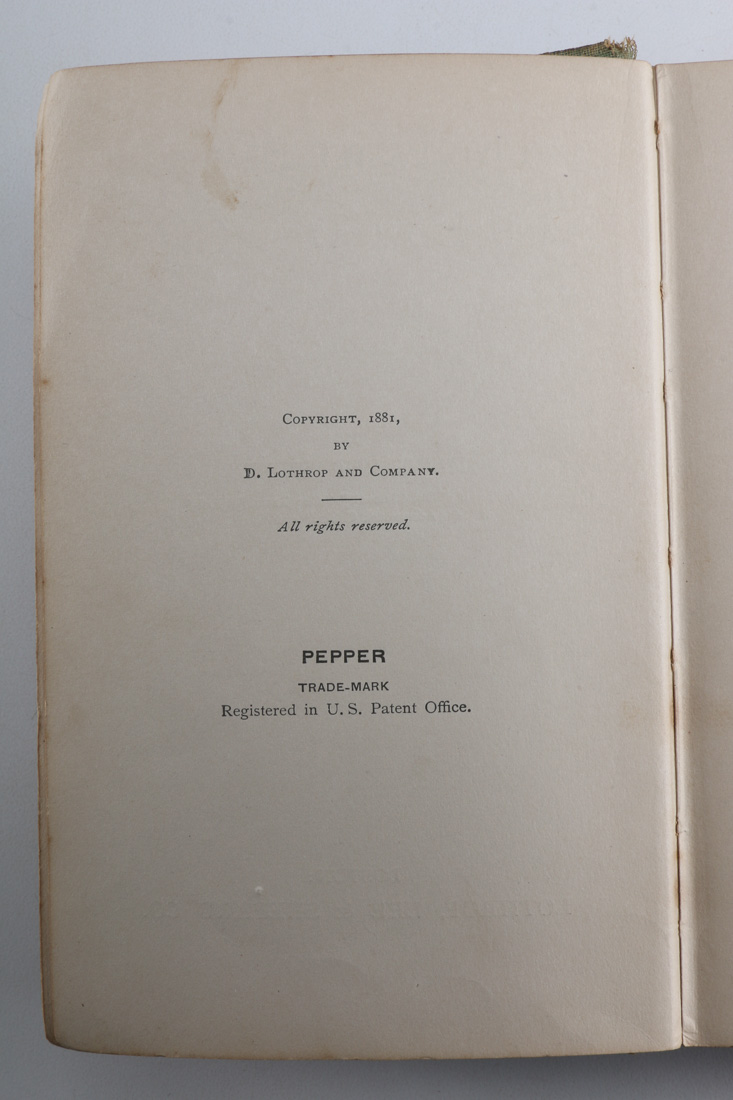 Copyright, 1881,
by
D. Lothrop and Company.
All rights reserved.
PEPPER
TRADE-MARK
Registered in U. S. Patent Office.